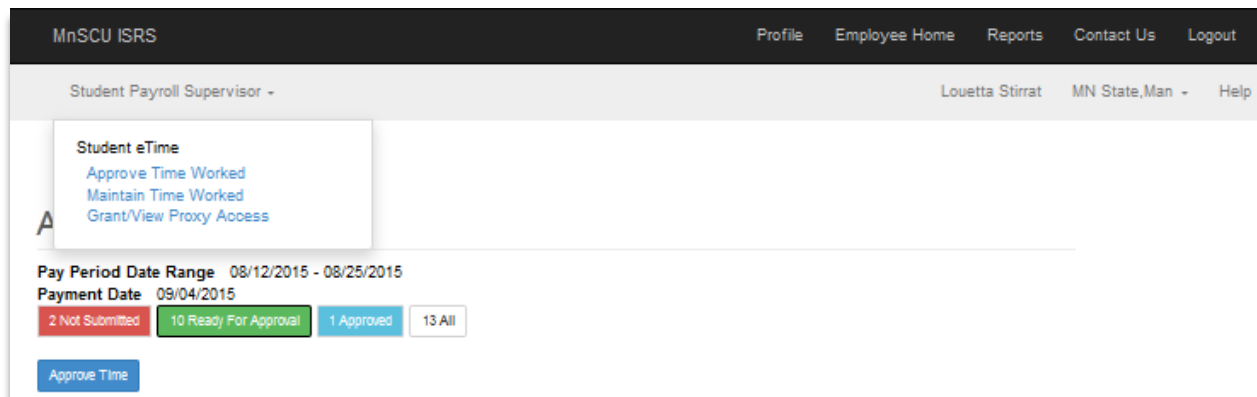 MnSCU ISRS Profile Employee Home Reports Contact Us Logout
Student Payroll Supervisor Louetta Stirrat MN State,Man Help
Student eTime
Approve Time Worked
Maintain Time Worked
Grant/View Proxy Access
A
Pay Period Date Range 08/12/2015 - 08/25/2015
Payment Date 09/04/2015
2 Not Submitted 10 Ready For Approval 1 Approved 13 All
Approve Time